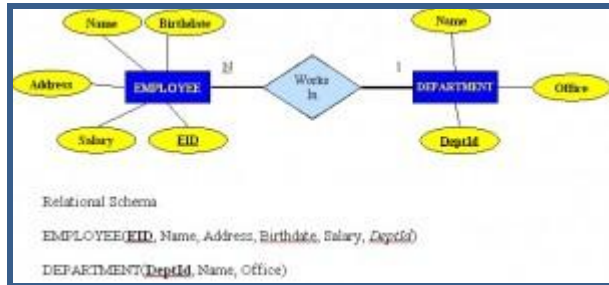 Name Birthdate Name
N 1
Address EMPLOYEE Works In DEPARTMENT Office
Salary EID DeptId
Relational Schema
EMPLOYEE(EID, Name, Address, Birthdate, Salary, DeptId)
DEPARTMENT(DeptId, Name, Office)